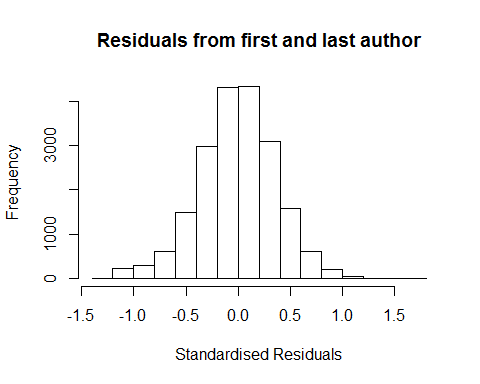 Residuals from first and last author
Frequency
3000
1000
0
-1.5 -1.0 -0.5 0.0 0.5 1.0 1.5
Standardised Residuals